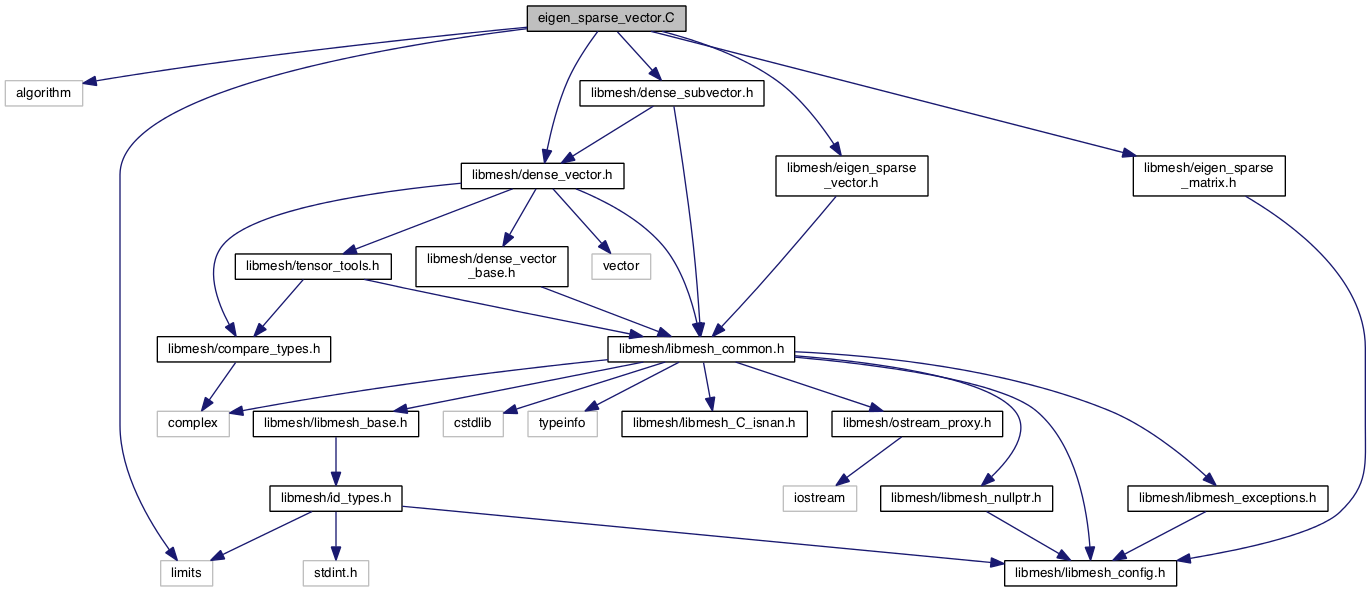 eigen_sparse_vector.C
algorithm
libmesh/dense_subvector.h
libmesh/dense_vector.h
libmesh/eigen_sparse
_vector.h
libmesh/eigen_sparse
_matrix.h
libmesh/tensor_tools.h
libmesh/dense_vector
_base.h
vector
libmesh/compare_types.h
libmesh/libmesh_common.h
complex
libmesh/libmesh_base.h
cstdlib
typeinfo
libmesh/libmesh_C_isnan.h
libmesh/ostream_proxy.h
libmesh/id_types.h
iostream
libmesh/libmesh_nullptr.h
libmesh/libmesh_exceptions.h
limits
stdint.h
libmesh/libmesh_config.h